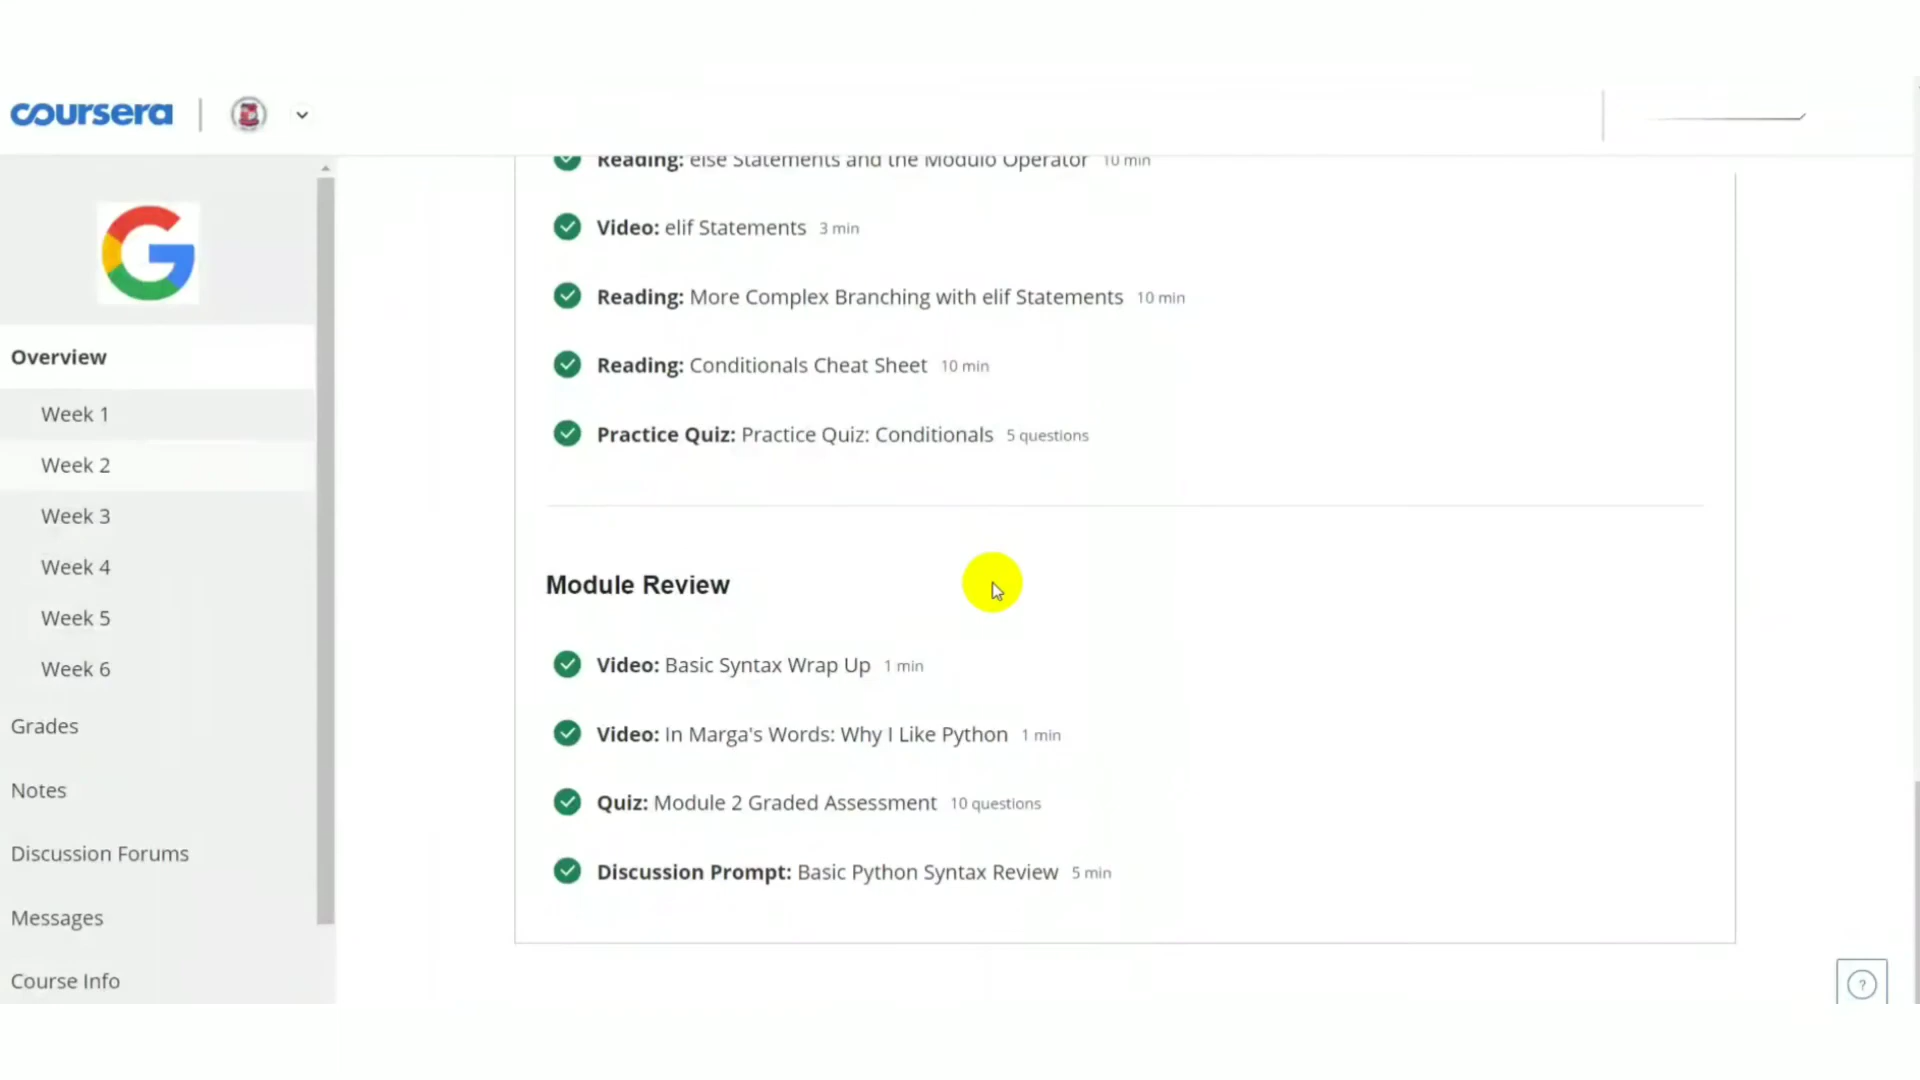 coursera
Reading: else Statements and the Modulo Operator 10 min
Video: elif Statements 3 min
Reading: More Complex Branching with elif Statements 10 min
Reading: Conditionals Cheat Sheet 10 min
Practice Quiz: Practice Quiz: Conditionals 5 questions
Module Review
Video: Basic Syntax Wrap Up 1 min
Video: In Marga's Words: Why I Like Python 1 min
Quiz: Module 2 Graded Assessment 10 questions
Discussion Prompt: Basic Python Syntax Review 5 min
Overview
Week 1
Week 2
Week 3
Week 4
Week 5
Week 6
Grades
Notes
Discussion Forums
Messages
Course Info
?